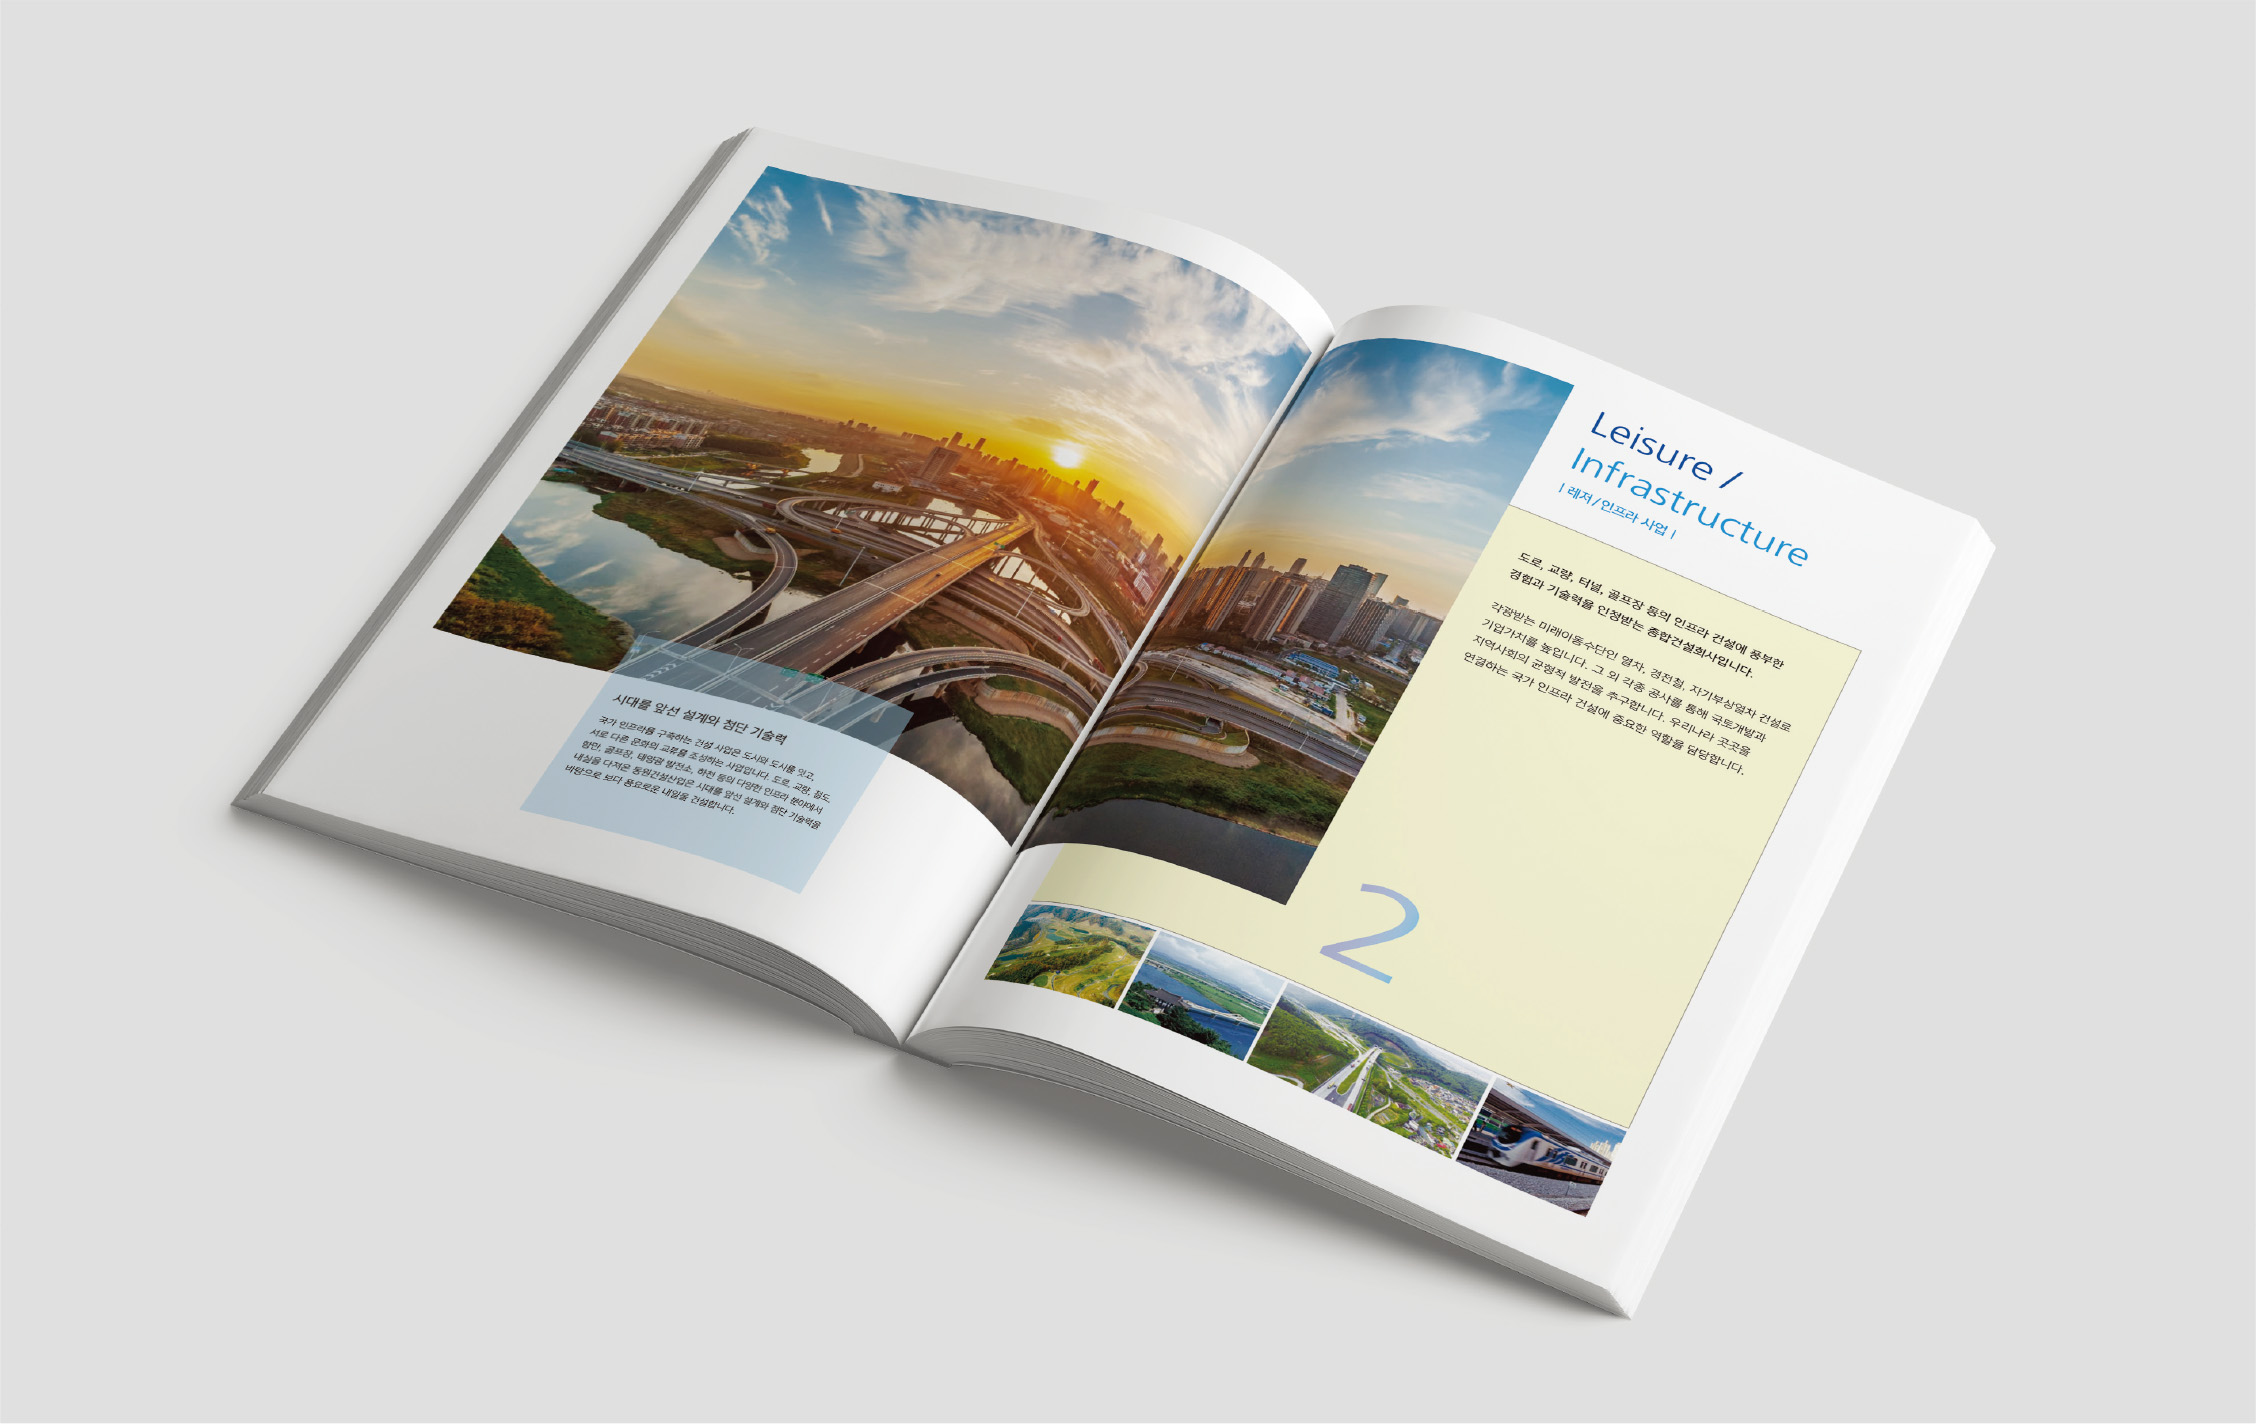 시대를 앞선 설계와 첨단 기술력
국가 인프라를 구축하는 건설 사업은 도시와 도시를 잇고,
서로 다른 문화의 교류를 조성하는 사업입니다. 도로, 교량, 철도,
항만, 골프장, 태양광 발전소, 하천 등의 다양한 인프라 분야에서
내실을 다져온 동원건설산업은 시대를 앞선 설계와 첨단 기술력을
바탕으로 보다 풍요로운 내일을 건설합니다.
Leisure /
Infrastructure
| 레저 / 인프라 사업 |
도로, 교량, 터널, 골프장 등의 인프라 건설에 풍부한
경험과 기술력을 인정받는 종합건설회사입니다.
각광받는 미래이동수단인 열차, 경전철, 자기부상열차 건설로
기업가치를 높입니다. 그 외 각종 공사를 통해 국토개발과
지역사회의 균형적 발전을 추구합니다. 우리나라 곳곳을
연결하는 국가 인프라 건설에 중요한 역할을 담당합니다.
2